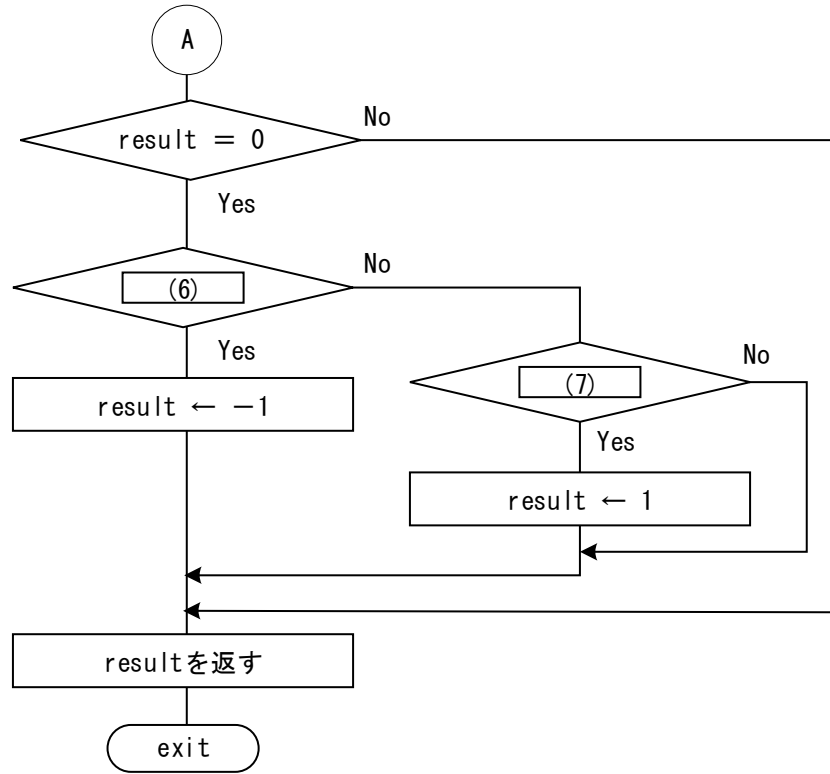 A
result = 0
No
Yes
(6)
No
Yes
result ← －1
(7)
No
Yes
result ← 1
resultを返す
exit